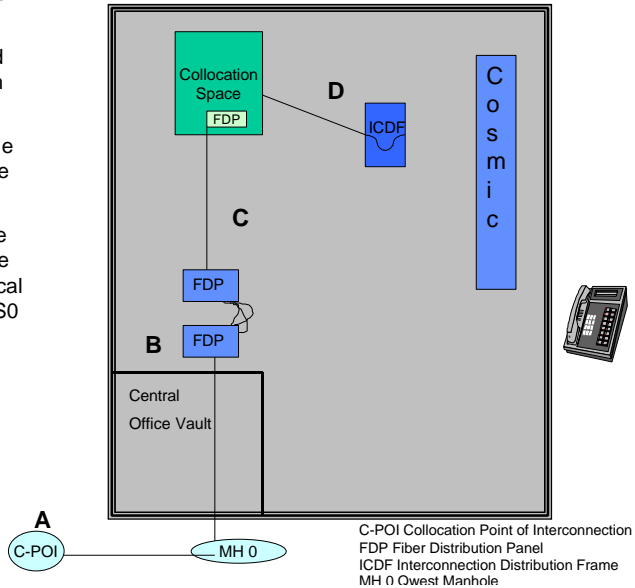 Collocation
Space
FDP
D
ICDF
Cosmic
C
FDP
B
FDP
Central
Office Vault
A
C-POI
MH 0
C-POI Collocation Point of Interconnection
FDP Fiber Distribution Panel
ICDF Interconnection Distribution Frame
MH 0 Qwest Manhole